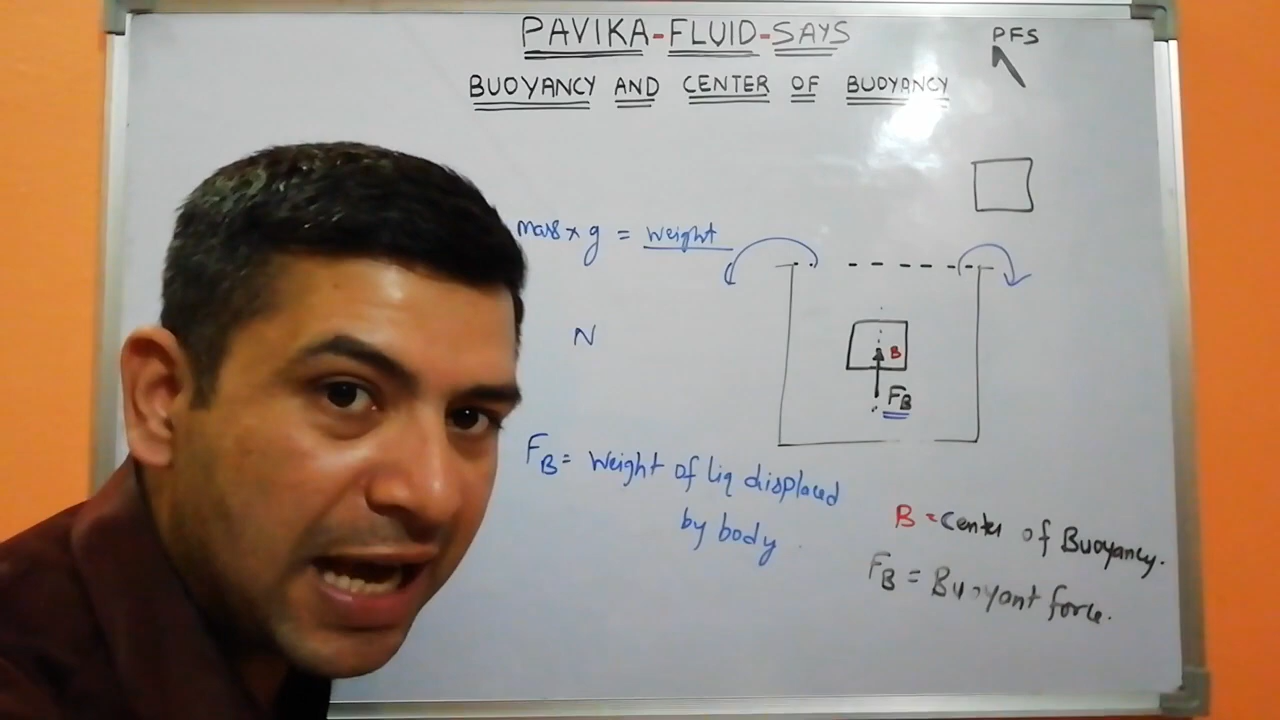 PAVIKA-FLUID-SAYS
PFS
BUOYANCY AND CENTER OF BUOYANCY
mass x g = weight
N
B
FB
FB = Weight of liq displaced
by body
B = Center of Buoyancy.
FB = Buoyant force.